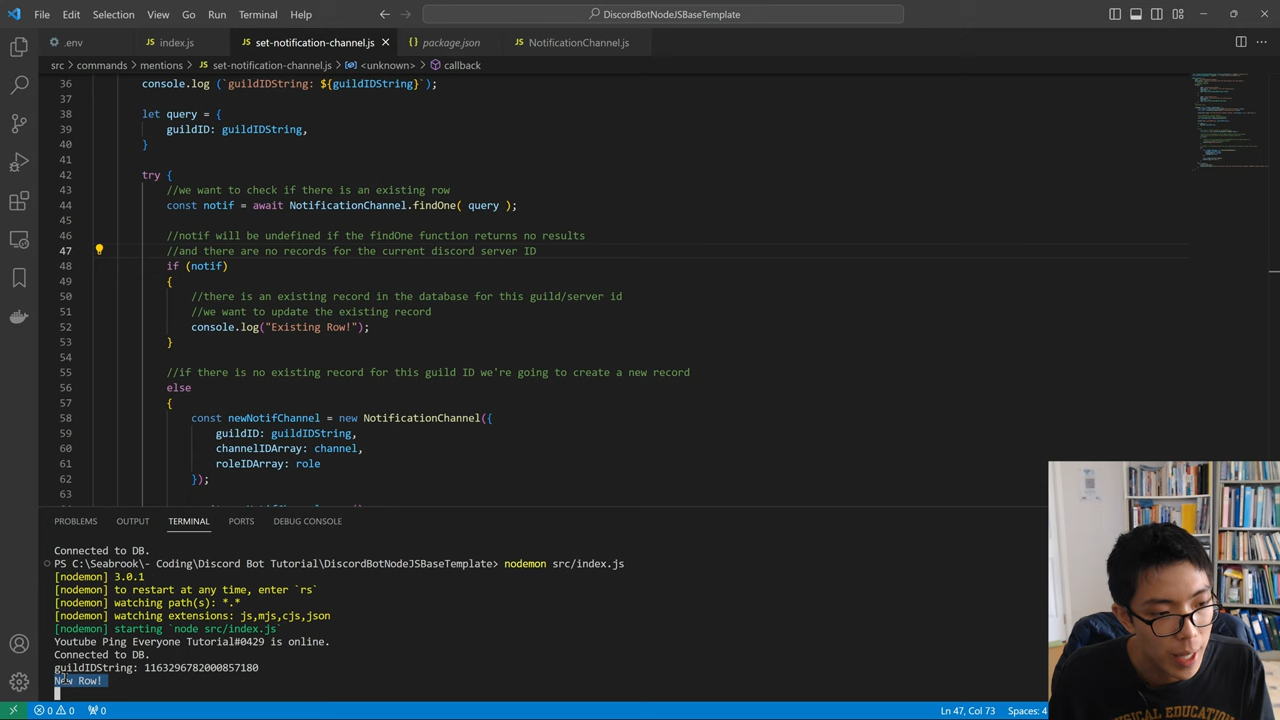 File Edit Selection View Go Run Terminal Help
DiscordBotNodeJSBaseTemplate
.env
JS index.js
JS set-notification-channel.js
{} package.json
JS NotificationChannel.js
src > commands > mentions > JS set-notification-channel.js > <unknown> > callback
36 console.log (`guildIDString: ${guildIDString}`);
37
38 let query = {
39 guildID: guildIDString,
40 }
41
42 try {
43 //we want to check if there is an existing row
44 const notif = await NotificationChannel.findOne( query );
45
46 //notif will be undefined if the findOne function returns no results
47 //and there are no records for the current discord server ID
48 if (notif)
49 {
50 //there is an existing record in the database for this guild/server id
51 //we want to update the existing record
52 console.log("Existing Row!");
53 }
54
55 //if there is no existing record for this guild ID we're going to create a new record
56 else
57 {
58 const newNotifChannel = new NotificationChannel({
59 guildID: guildIDString,
60 channelIDArray: channel,
61 roleIDArray: role
62 });
63
PROBLEMS OUTPUT TERMINAL PORTS DEBUG CONSOLE
Connected to DB.
PS C:\Seabrook\- Coding\Discord Bot Tutorial\DiscordBotNodeJSBaseTemplate> nodemon src/index.js
[nodemon] 3.0.1
[nodemon] to restart at any time, enter `rs`
[nodemon] watching path(s): *.*
[nodemon] watching extensions: js,mjs,cjs,json
[nodemon] starting `node src/index.js`
Youtube Ping Everyone Tutorial#0429 is online.
Connected to DB.
guildIDString: 1163296782000857180
New Row!
0 0 0
Ln 47, Col 73 Spaces: 4